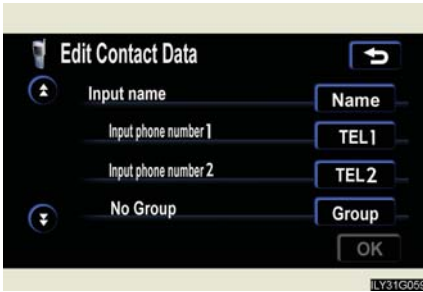 Edit Contact Data
Input name Name
Input phone number 1 TEL1
Input phone number 2 TEL2
No Group Group
OK
ILY31G059